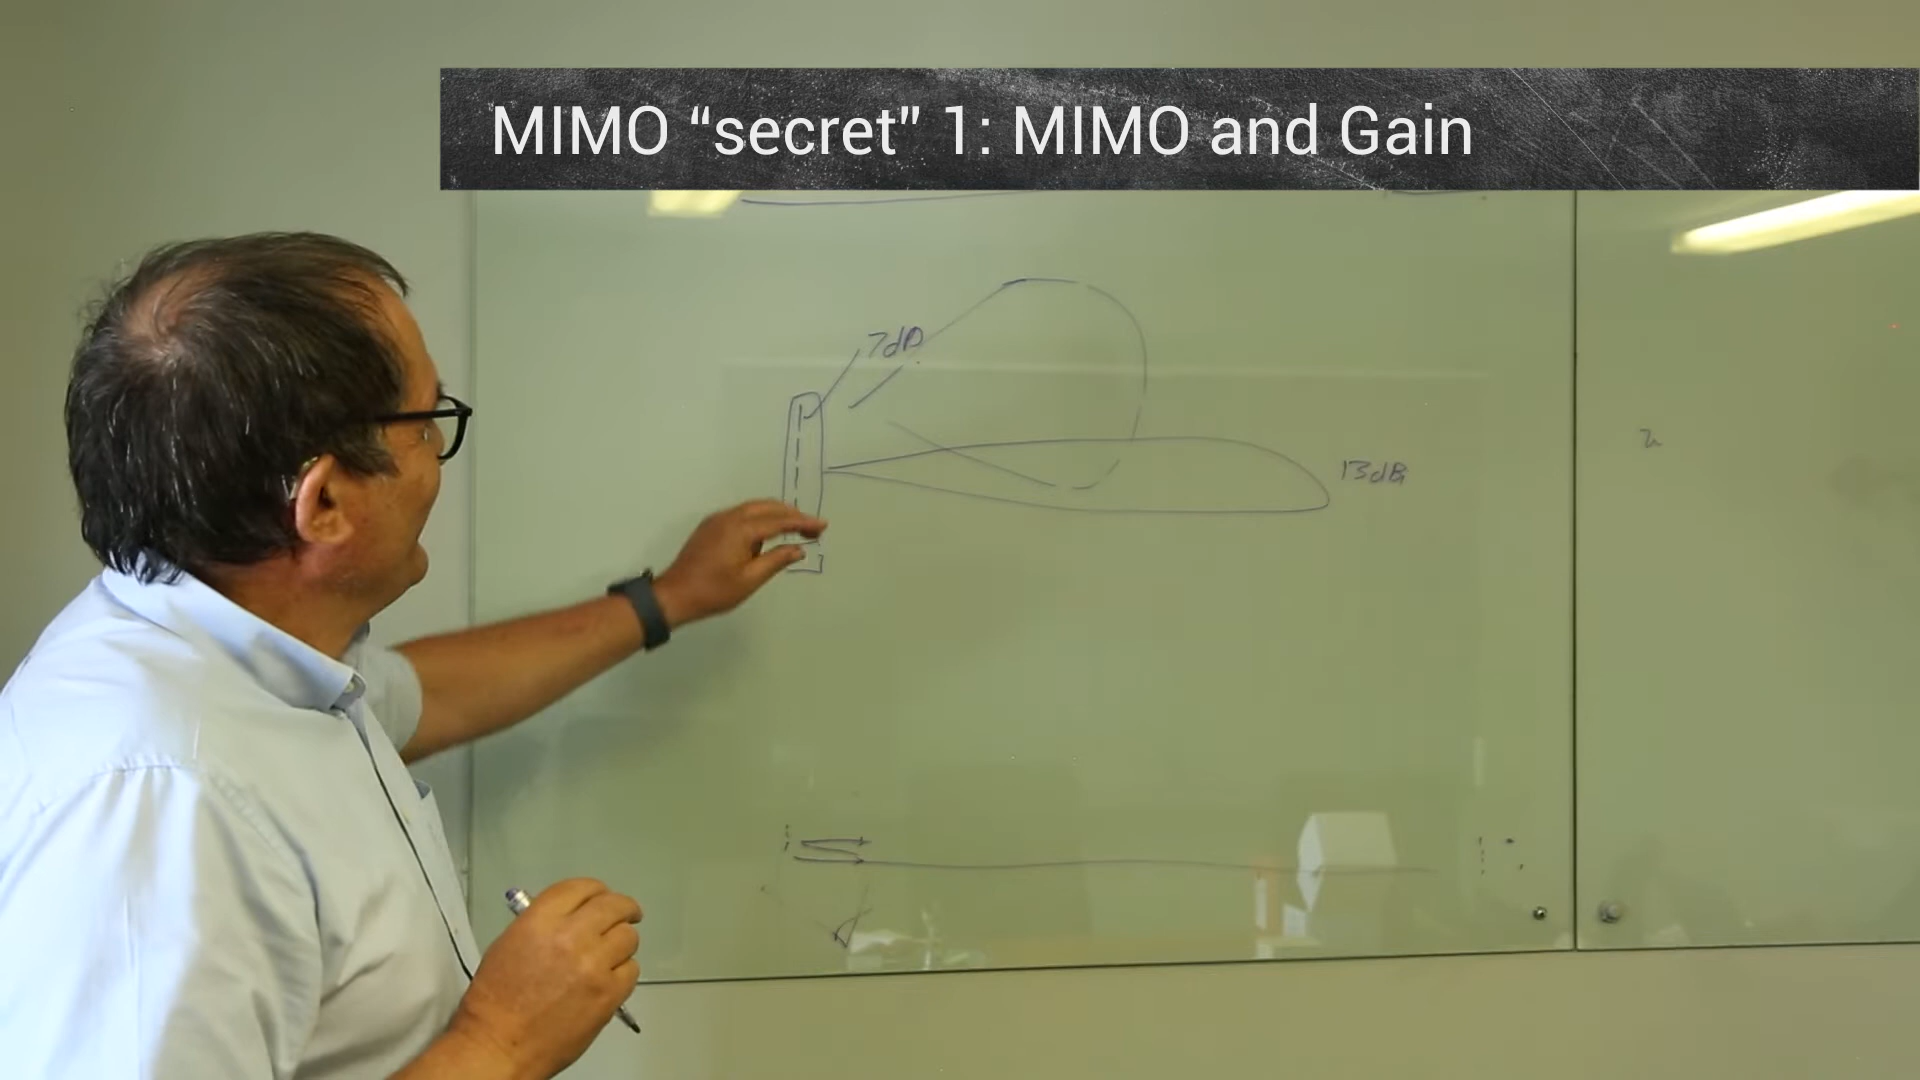 MIMO “secret” 1: MIMO and Gain
7dB
13dB